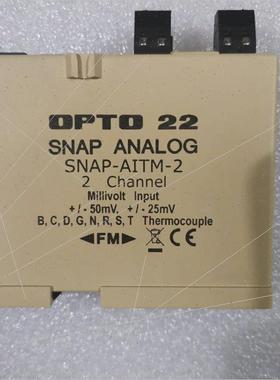 OPTO 22
SNAP ANALOG
SNAP-AITM-2
2 Channel
Millivolt Input
+/- 50mV, +/- 25mV
B, C, D, G, N, R, S, T Thermocouple
FM CE